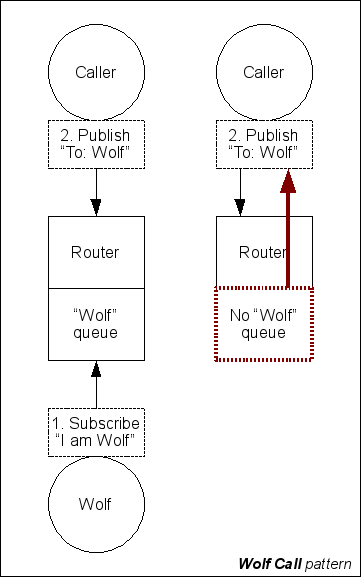 Caller
2. Publish
“To: Wolf”
Router
“Wolf”
queue
1. Subscribe
“I am Wolf”
Wolf
Caller
2. Publish
“To: Wolf”
Router
No “Wolf”
queue
Wolf Call pattern